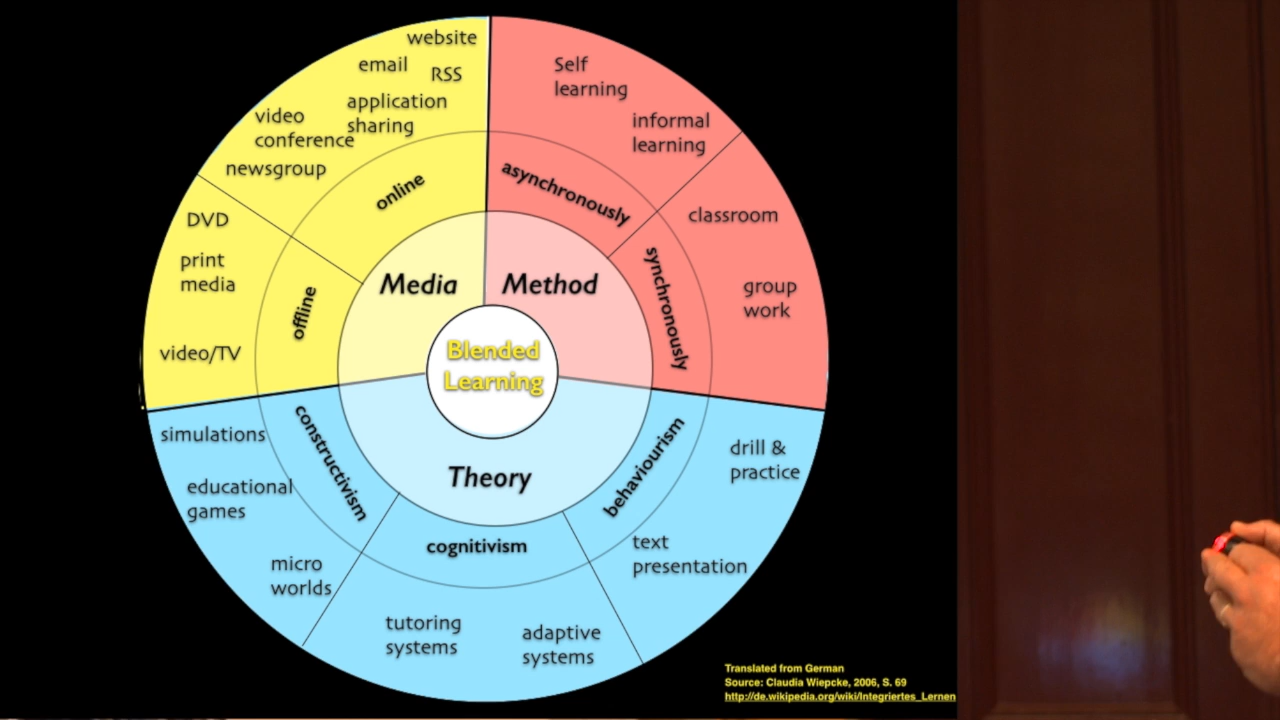 website
email
RSS
application
sharing
video
conference
newsgroup
online
DVD
print
media
video/TV
offline
Media
Self
learning
informal
learning
asynchronously
classroom
group
work
synchronously
Method
Blended
Learning
simulations
educational
games
micro
worlds
constructivism
Theory
cognitivism
tutoring
systems
adaptive
systems
behaviourism
drill &
practice
text
presentation
Translated from German
Source: Claudia Wiepcke, 2006, S. 69
http://de.wikipedia.org/wiki/Integriertes_Lernen